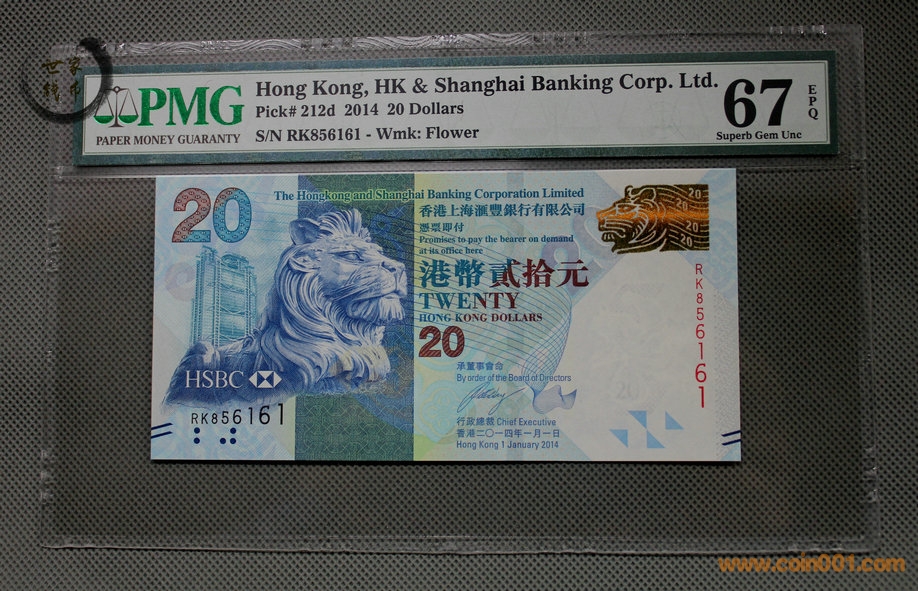 世家
钱币
PMG
PAPER MONEY GUARANTY
Hong Kong, HK & Shanghai Banking Corp. Ltd.
Pick# 212d 2014 20 Dollars
S/N RK856161 - Wmk: Flower
67
EPQ
Superb Gem Unc
20
The Hongkong and Shanghai Banking Corporation Limited
香港上海滙豐銀行有限公司
憑票即付
Promises to pay the bearer on demand
at its office here
港幣貳拾元
TWENTY
HONG KONG DOLLARS
20
承董事會命
By order of the Board of Directors
行政總裁 Chief Executive
香港二〇一四年一月一日
Hong Kong 1 January 2014
HSBC
RK856161
20
20
20
20
RK856161
www.coin001.com